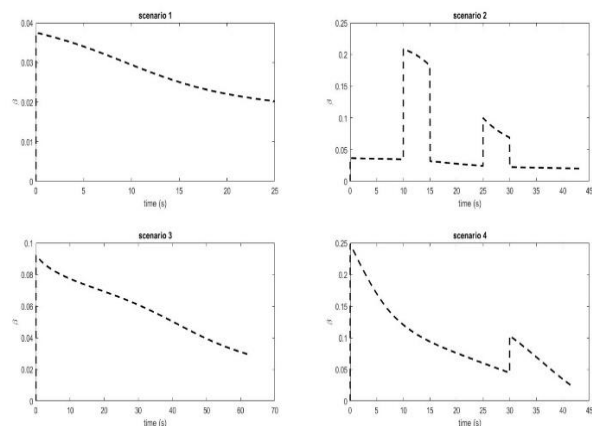 scenario 1
0.04
0.03
0.02
0.01
0
β
0 5 10 15 20 25
time (s)
scenario 2
0.25
0.2
0.15
0.1
0.05
0
β
0 5 10 15 20 25 30 35 40 45
time (s)
scenario 3
0.1
0.08
0.06
0.04
0.02
0
β
0 10 20 30 40 50 60 70
time (s)
scenario 4
0.25
0.2
0.15
0.1
0.05
0
β
0 5 10 15 20 25 30 35 40 45
time (s)